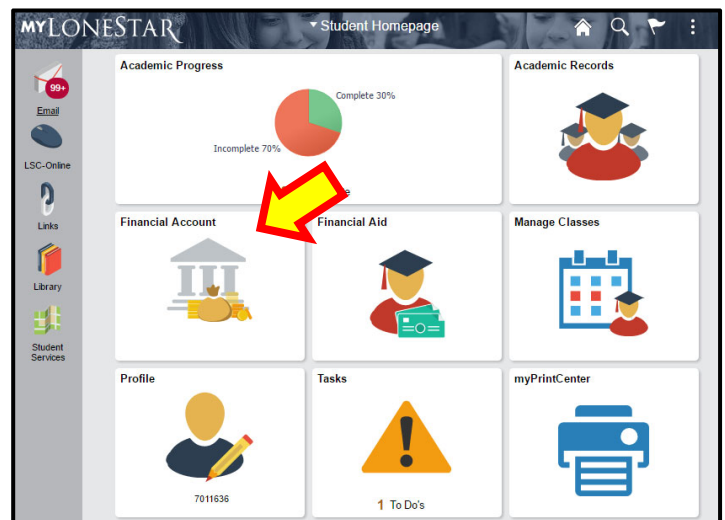 MYLONESTAR
Student Homepage
99+
Email
LSC-Online
Links
Library
Student
Services
Academic Progress
Complete 30%
Incomplete 70%
Academic Records
Financial Account
Financial Aid
Manage Classes
Profile
7011636
Tasks
1 To Do's
myPrintCenter